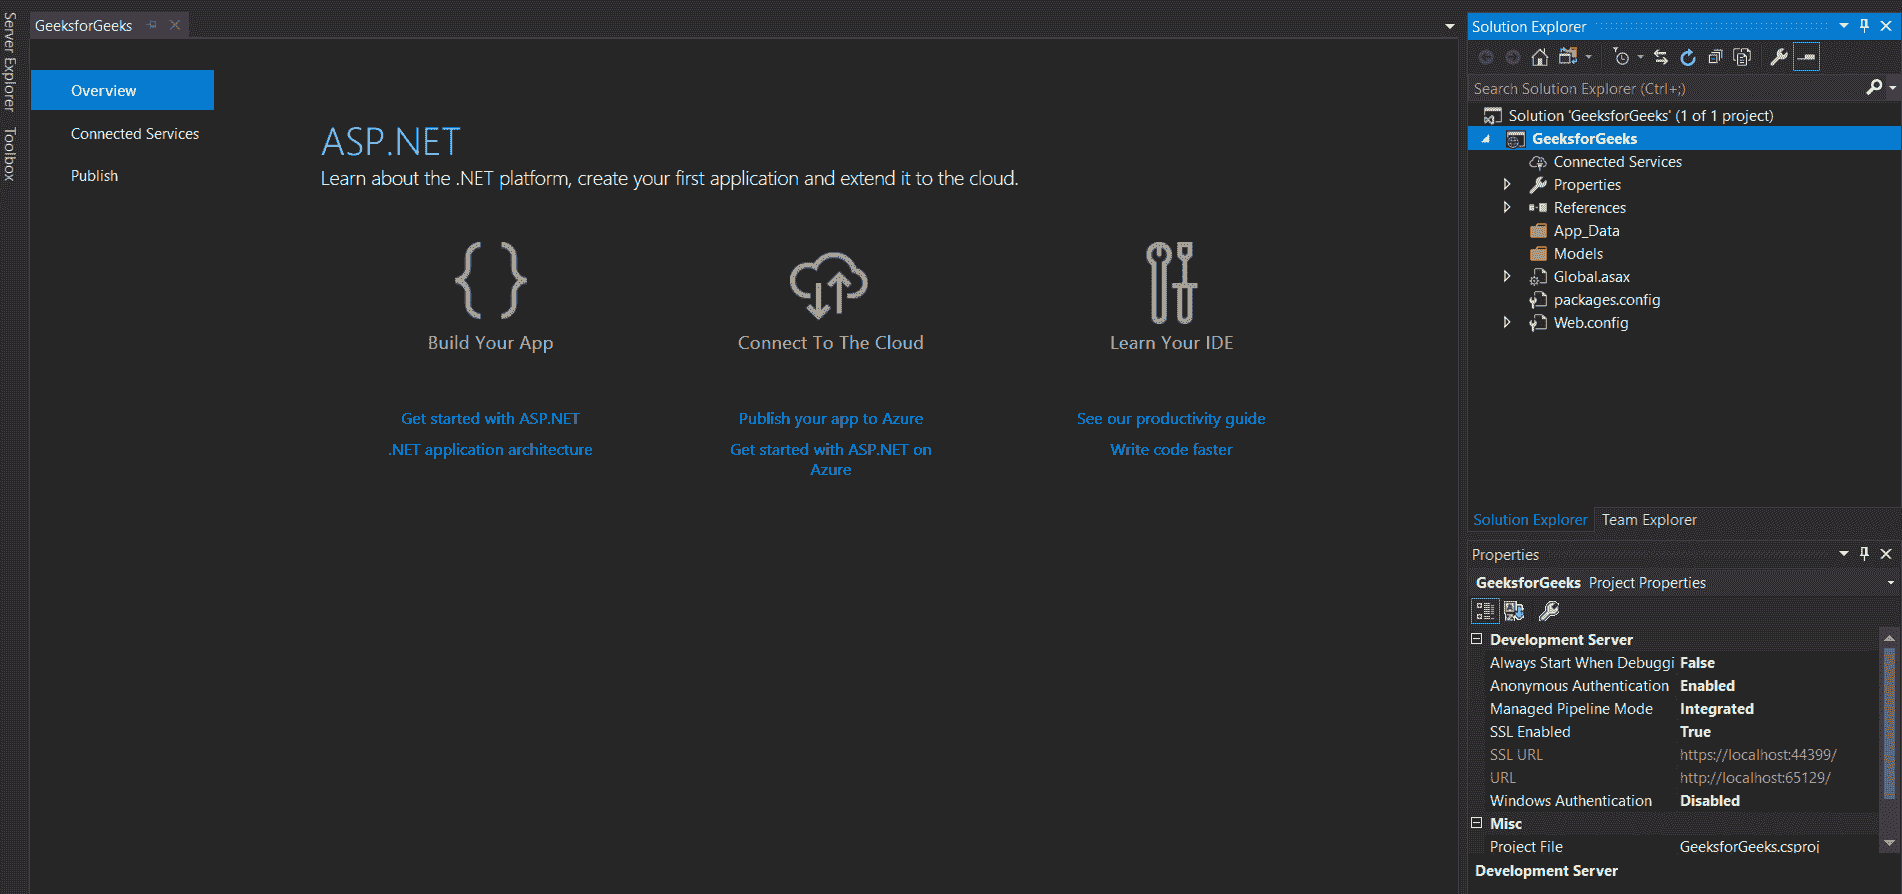 Server Explorer
Toolbox
GeeksforGeeks
Overview
Connected Services
Publish
ASP.NET
Learn about the .NET platform, create your first application and extend it to the cloud.
Build Your App
Get started with ASP.NET
.NET application architecture
Connect To The Cloud
Publish your app to Azure
Get started with ASP.NET on
Azure
Learn Your IDE
See our productivity guide
Write code faster
Solution Explorer
Search Solution Explorer (Ctrl+;)
Solution 'GeeksforGeeks' (1 of 1 project)
GeeksforGeeks
Connected Services
Properties
References
App_Data
Models
Global.asax
packages.config
Web.config
Solution Explorer Team Explorer
Properties
GeeksforGeeks Project Properties
Development Server
Always Start When Debuggi False
Anonymous Authentication Enabled
Managed Pipeline Mode Integrated
SSL Enabled True
SSL URL https://localhost:44399/
URL http://localhost:65129/
Windows Authentication Disabled
Misc
Project File GeeksforGeeks.csproj
Development Server